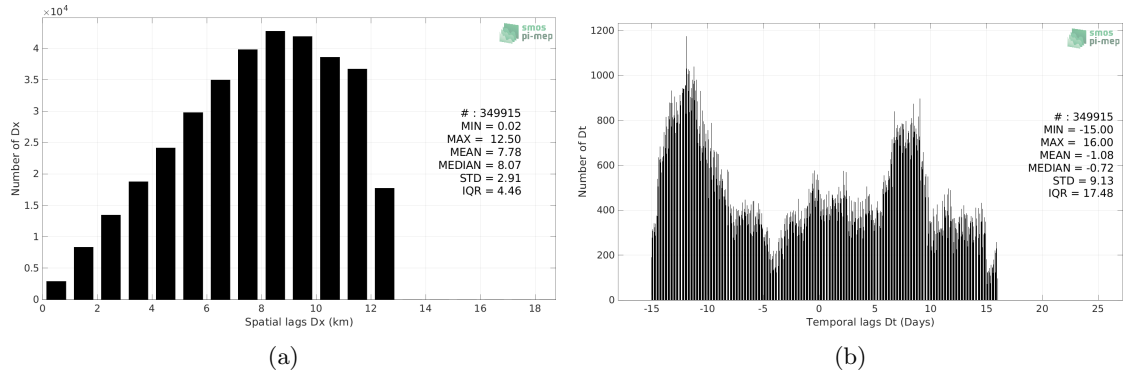 ×10⁴
4
3.5
3
2.5
2
1.5
1
0.5
0
Number of Dx
0 2 4 6 8 10 12 14 16 18
Spatial lags Dx (km)
smos
pi-mep
# : 349915
MIN = 0.02
MAX = 12.50
MEAN = 7.78
MEDIAN = 8.07
STD = 2.91
IQR = 4.46
(a)
1200
1000
800
600
400
200
0
Number of Dt
-15 -10 -5 0 5 10 15 20 25
Temporal lags Dt (Days)
smos
pi-mep
# : 349915
MIN = -15.00
MAX = 16.00
MEAN = -1.08
MEDIAN = -0.72
STD = 9.13
IQR = 17.48
(b)